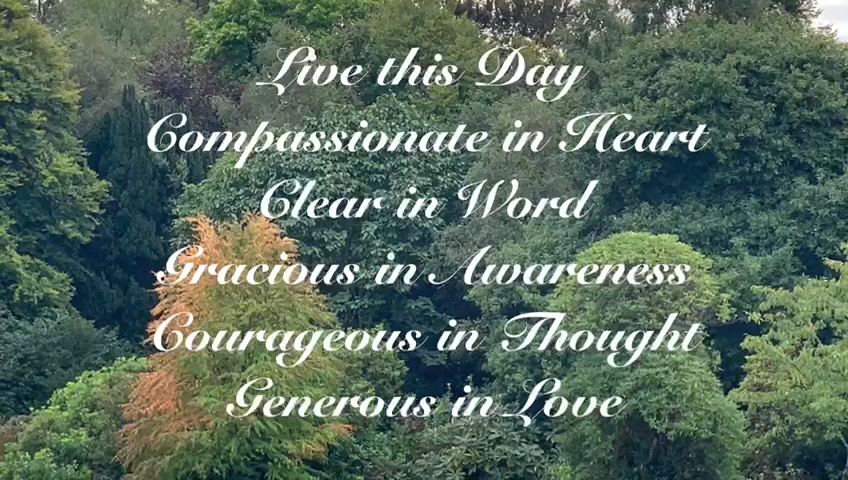 Live this Day
Compassionate in Heart
Clear in Word
Gracious in Awareness
Courageous in Thought
Generous in Love